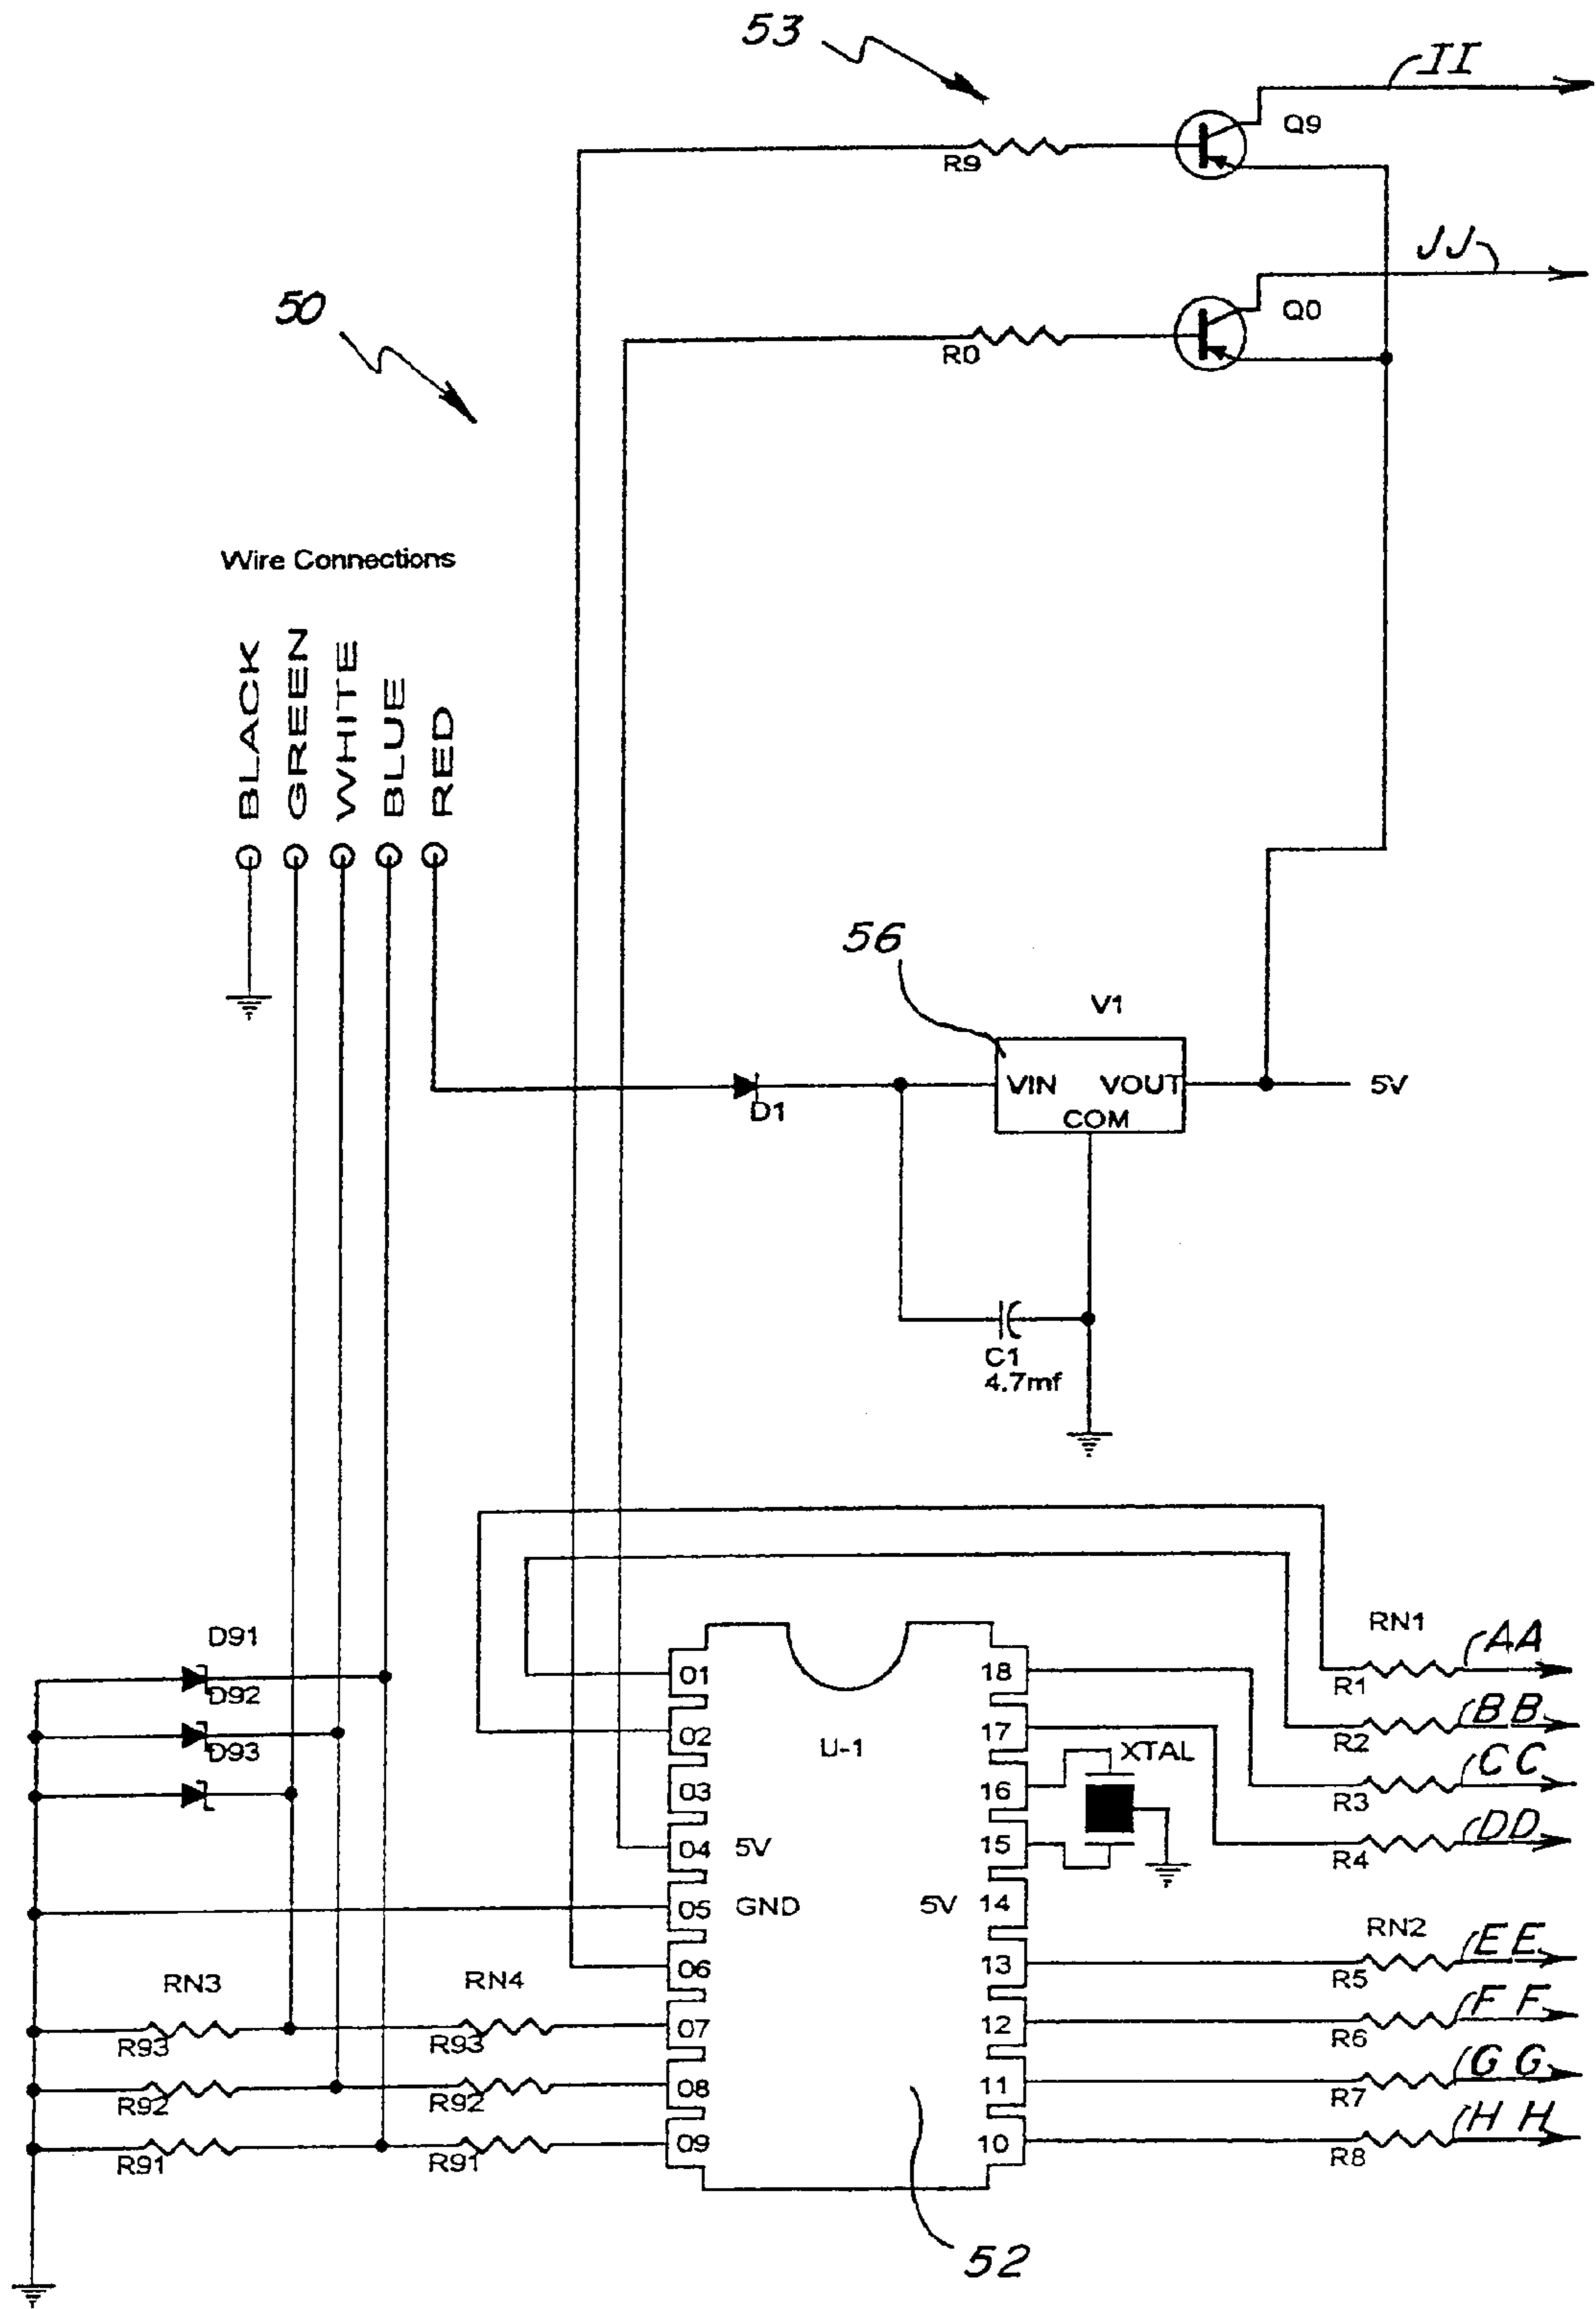 53
II
Q9
R9
JJ
50
Q0
R0
Wire Connections
BLACK
GREEN
WHITE
BLUE
RED
56
V1
VIN VOUT
5V
COM
D1
C1
4.7mf
D91
RN1
AA
01
18
R1
D92
BB
02
U-1
17
XTAL
R2
D93
CC
03
16
R3
DD
04 5V
15
R4
05 GND
5V 14
RN2
EE
06
13
R5
RN3
RN4
FF
07
12
R6
R93
R93
GG
08
11
R7
R92
R92
HH
09
10
R8
R91
R91
52